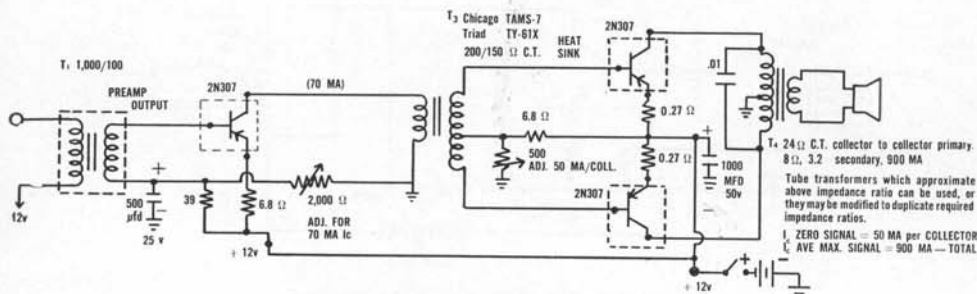 T₃ Chicago TAMS-7
Triad TY-61X
200/150 Ω C.T.
HEAT
SINK
2N307
T₁ 1,000/100
PREAMP
OUTPUT
2N307
(70 MA)
.01
0.27 Ω
6.8 Ω
500
ADJ. 50 MA/COLL.
0.27 Ω
+
1000
MFD
50v
−
T₄ 24 Ω C.T. collector to collector primary.
8 Ω, 3.2 secondary, 900 MA
Tube transformers which approximate
above impedance ratio can be used, or
they may be modified to duplicate required
impedance ratios.
I꜀ ZERO SIGNAL = 50 MA per COLLECTOR
I꜀ AVE MAX. SIGNAL = 900 MA — TOTAL
12v
+
500
µfd
−
25 v
39
6.8 Ω
2,000 Ω
ADJ. FOR
70 MA Ic
+ 12v
2N307
+ 12v
+
−